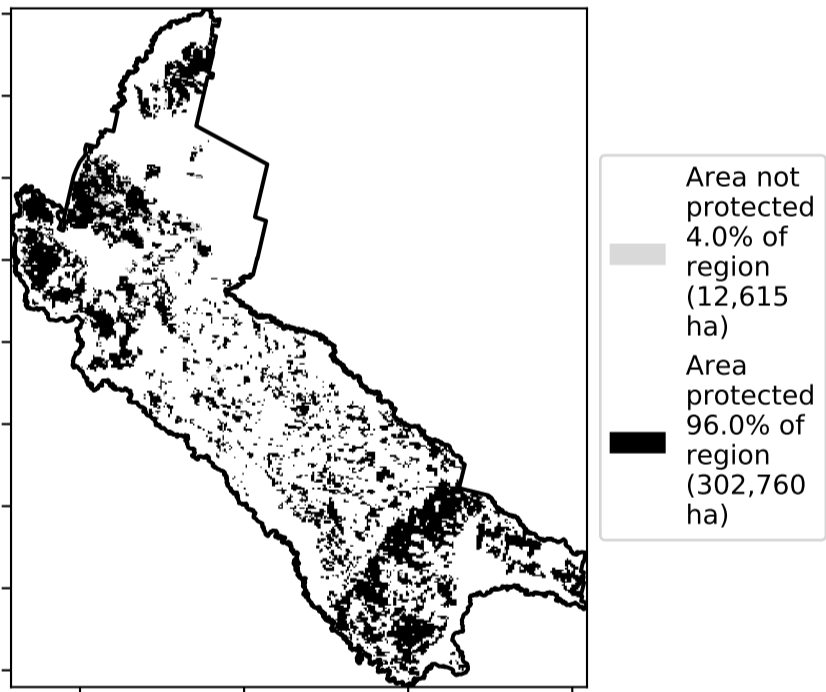 Area not
protected
4.0% of
region
(12,615
ha)
Area
protected
96.0% of
region
(302,760
ha)